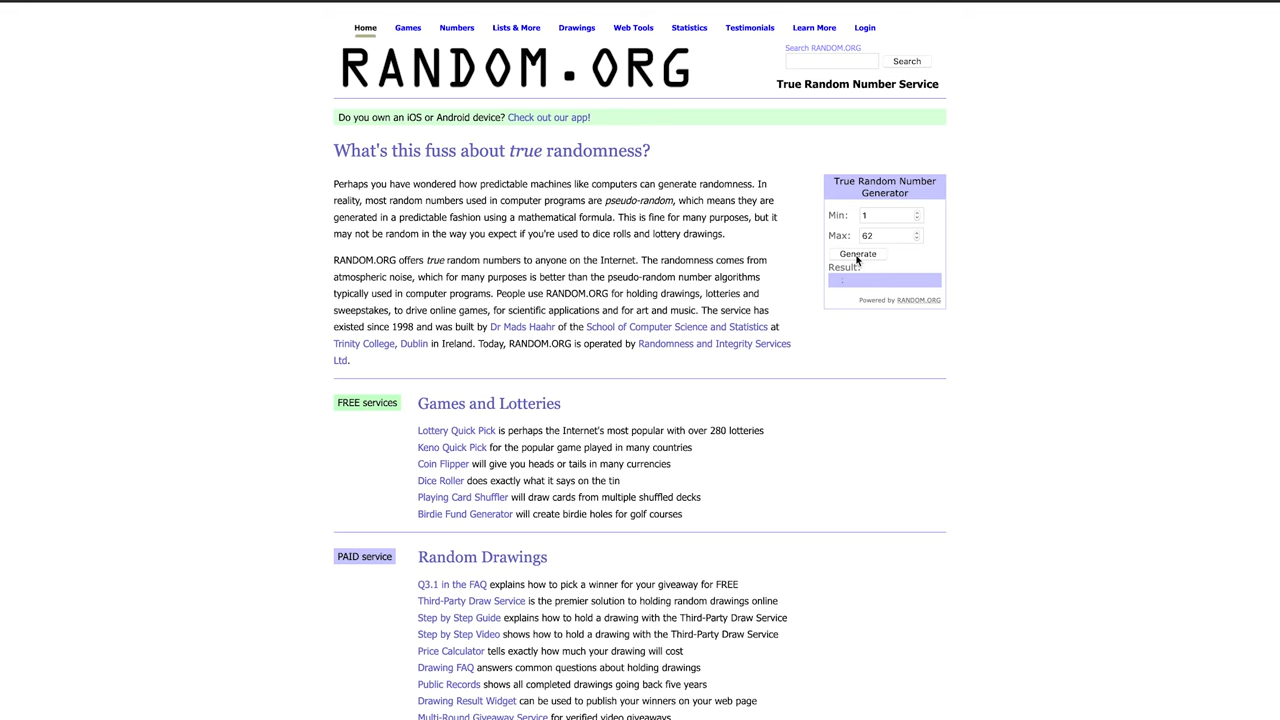 Home Games Numbers Lists & More Drawings Web Tools Statistics Testimonials Learn More Login
RANDOM.ORG
Search RANDOM.ORG
Search
True Random Number Service
Do you own an iOS or Android device? Check out our app!
What's this fuss about true randomness?
Perhaps you have wondered how predictable machines like computers can generate randomness. In
reality, most random numbers used in computer programs are pseudo-random, which means they are
generated in a predictable fashion using a mathematical formula. This is fine for many purposes, but it
may not be random in the way you expect if you're used to dice rolls and lottery drawings.
RANDOM.ORG offers true random numbers to anyone on the Internet. The randomness comes from
atmospheric noise, which for many purposes is better than the pseudo-random number algorithms
typically used in computer programs. People use RANDOM.ORG for holding drawings, lotteries and
sweepstakes, to drive online games, for scientific applications and for art and music. The service has
existed since 1998 and was built by Dr Mads Haahr of the School of Computer Science and Statistics at
Trinity College, Dublin in Ireland. Today, RANDOM.ORG is operated by Randomness and Integrity Services
Ltd.
True Random Number
Generator
Min: 1
Max: 62
Generate
Result:
Powered by RANDOM.ORG
FREE services
Games and Lotteries
Lottery Quick Pick is perhaps the Internet's most popular with over 280 lotteries
Keno Quick Pick for the popular game played in many countries
Coin Flipper will give you heads or tails in many currencies
Dice Roller does exactly what it says on the tin
Playing Card Shuffler will draw cards from multiple shuffled decks
Birdie Fund Generator will create birdie holes for golf courses
PAID service
Random Drawings
Q3.1 in the FAQ explains how to pick a winner for your giveaway for FREE
Third-Party Draw Service is the premier solution to holding random drawings online
Step by Step Guide explains how to hold a drawing with the Third-Party Draw Service
Step by Step Video shows how to hold a drawing with the Third-Party Draw Service
Price Calculator tells exactly how much your drawing will cost
Drawing FAQ answers common questions about holding drawings
Public Records shows all completed drawings going back five years
Drawing Result Widget can be used to publish your winners on your web page
Multi-Round Giveaway Service for verified video giveaways